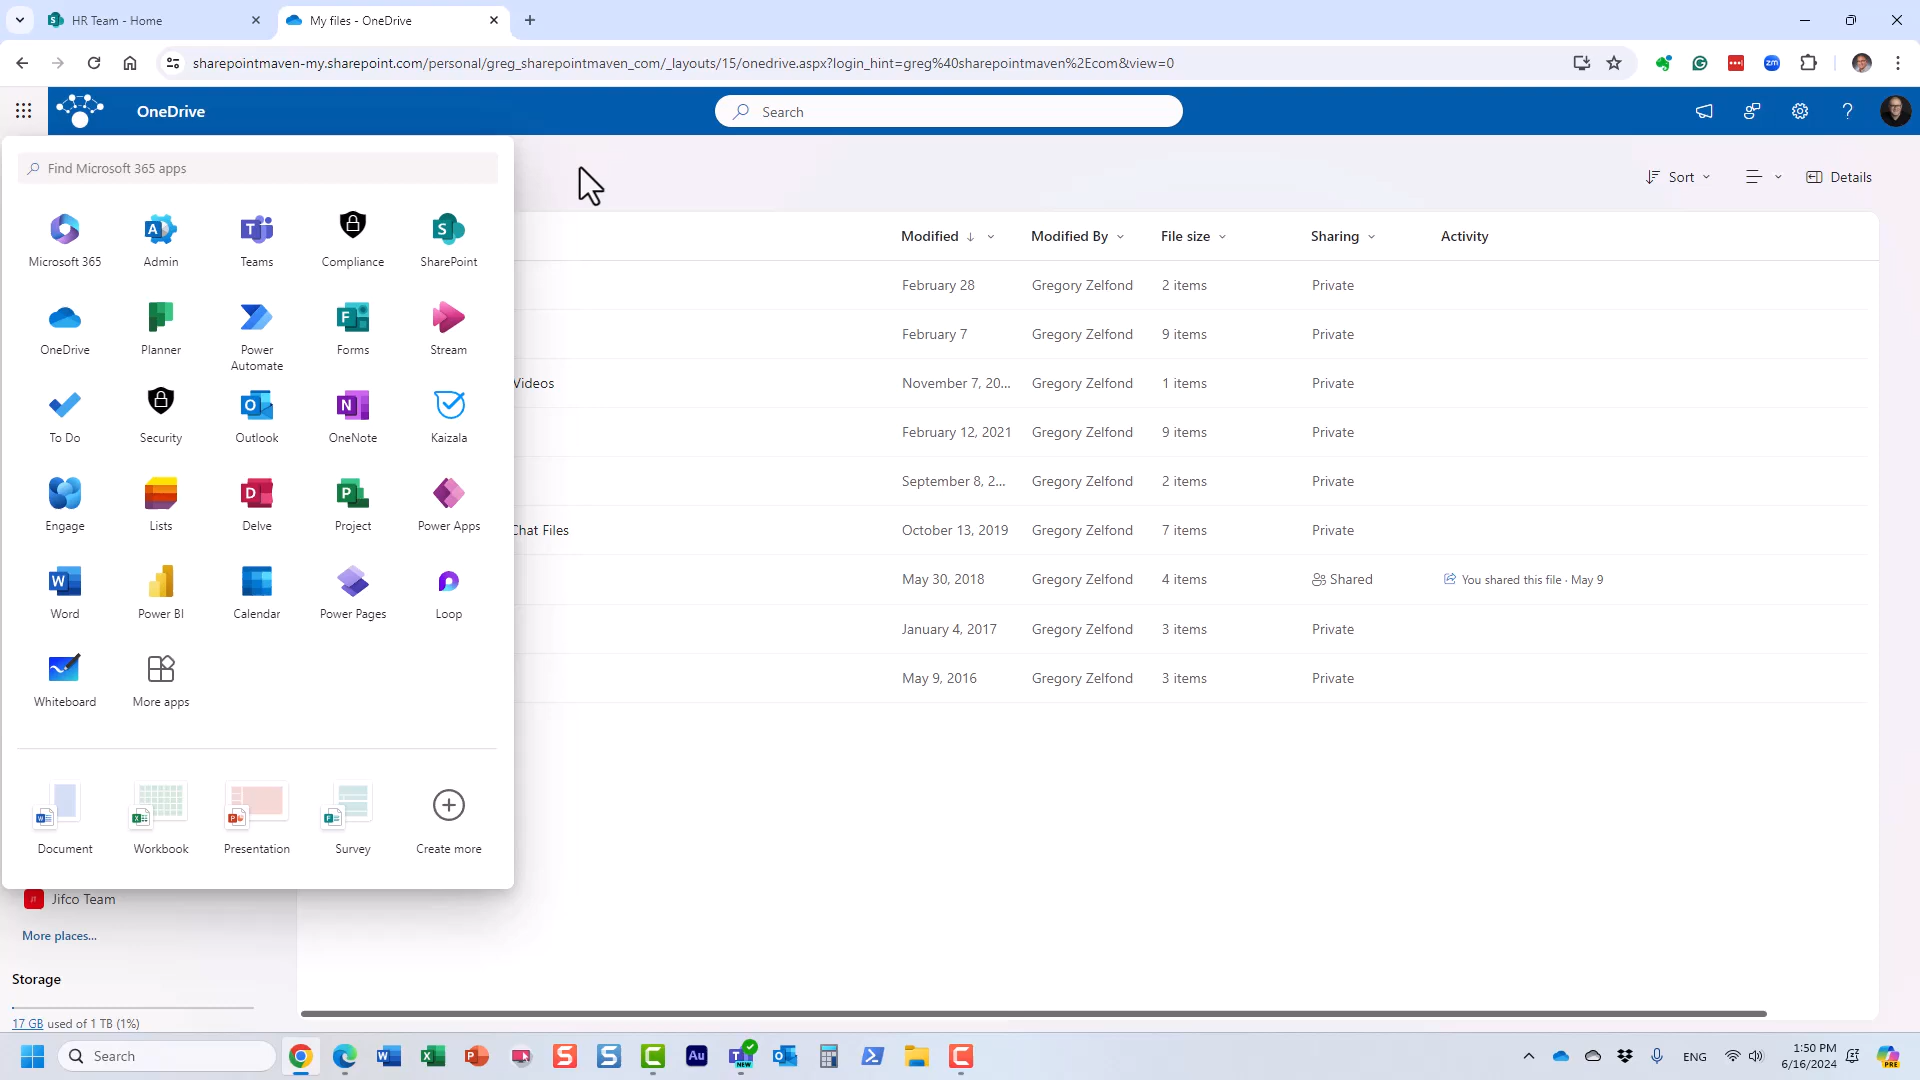 HR Team - Home
My files - OneDrive
sharepointmaven-my.sharepoint.com/personal/greg_sharepointmaven_com/_layouts/15/onedrive.aspx?login_hint=greg%40sharepointmaven%2Ecom&view=0
zm
OneDrive
Search
Find Microsoft 365 apps
Sort
Details
Microsoft 365
Admin
Teams
Compliance
SharePoint
Modified
Modified By
File size
Sharing
Activity
February 28 Gregory Zelfond 2 items Private
OneDrive
Planner
Power Automate
Forms
Stream
February 7 Gregory Zelfond 9 items Private
Videos November 7, 20... Gregory Zelfond 1 items Private
To Do
Security
Outlook
OneNote
Kaizala
February 12, 2021 Gregory Zelfond 9 items Private
September 8, 2... Gregory Zelfond 2 items Private
Engage
Lists
Delve
Project
Power Apps
Chat Files October 13, 2019 Gregory Zelfond 7 items Private
May 30, 2018 Gregory Zelfond 4 items Shared You shared this file · May 9
Word
Power BI
Calendar
Power Pages
Loop
January 4, 2017 Gregory Zelfond 3 items Private
May 9, 2016 Gregory Zelfond 3 items Private
Whiteboard
More apps
Document
Workbook
Presentation
Survey
Create more
Jifco Team
More places...
Storage
17 GB used of 1 TB (1%)
Search
Au
NEW
ENG
1:50 PM
6/16/2024
PRE